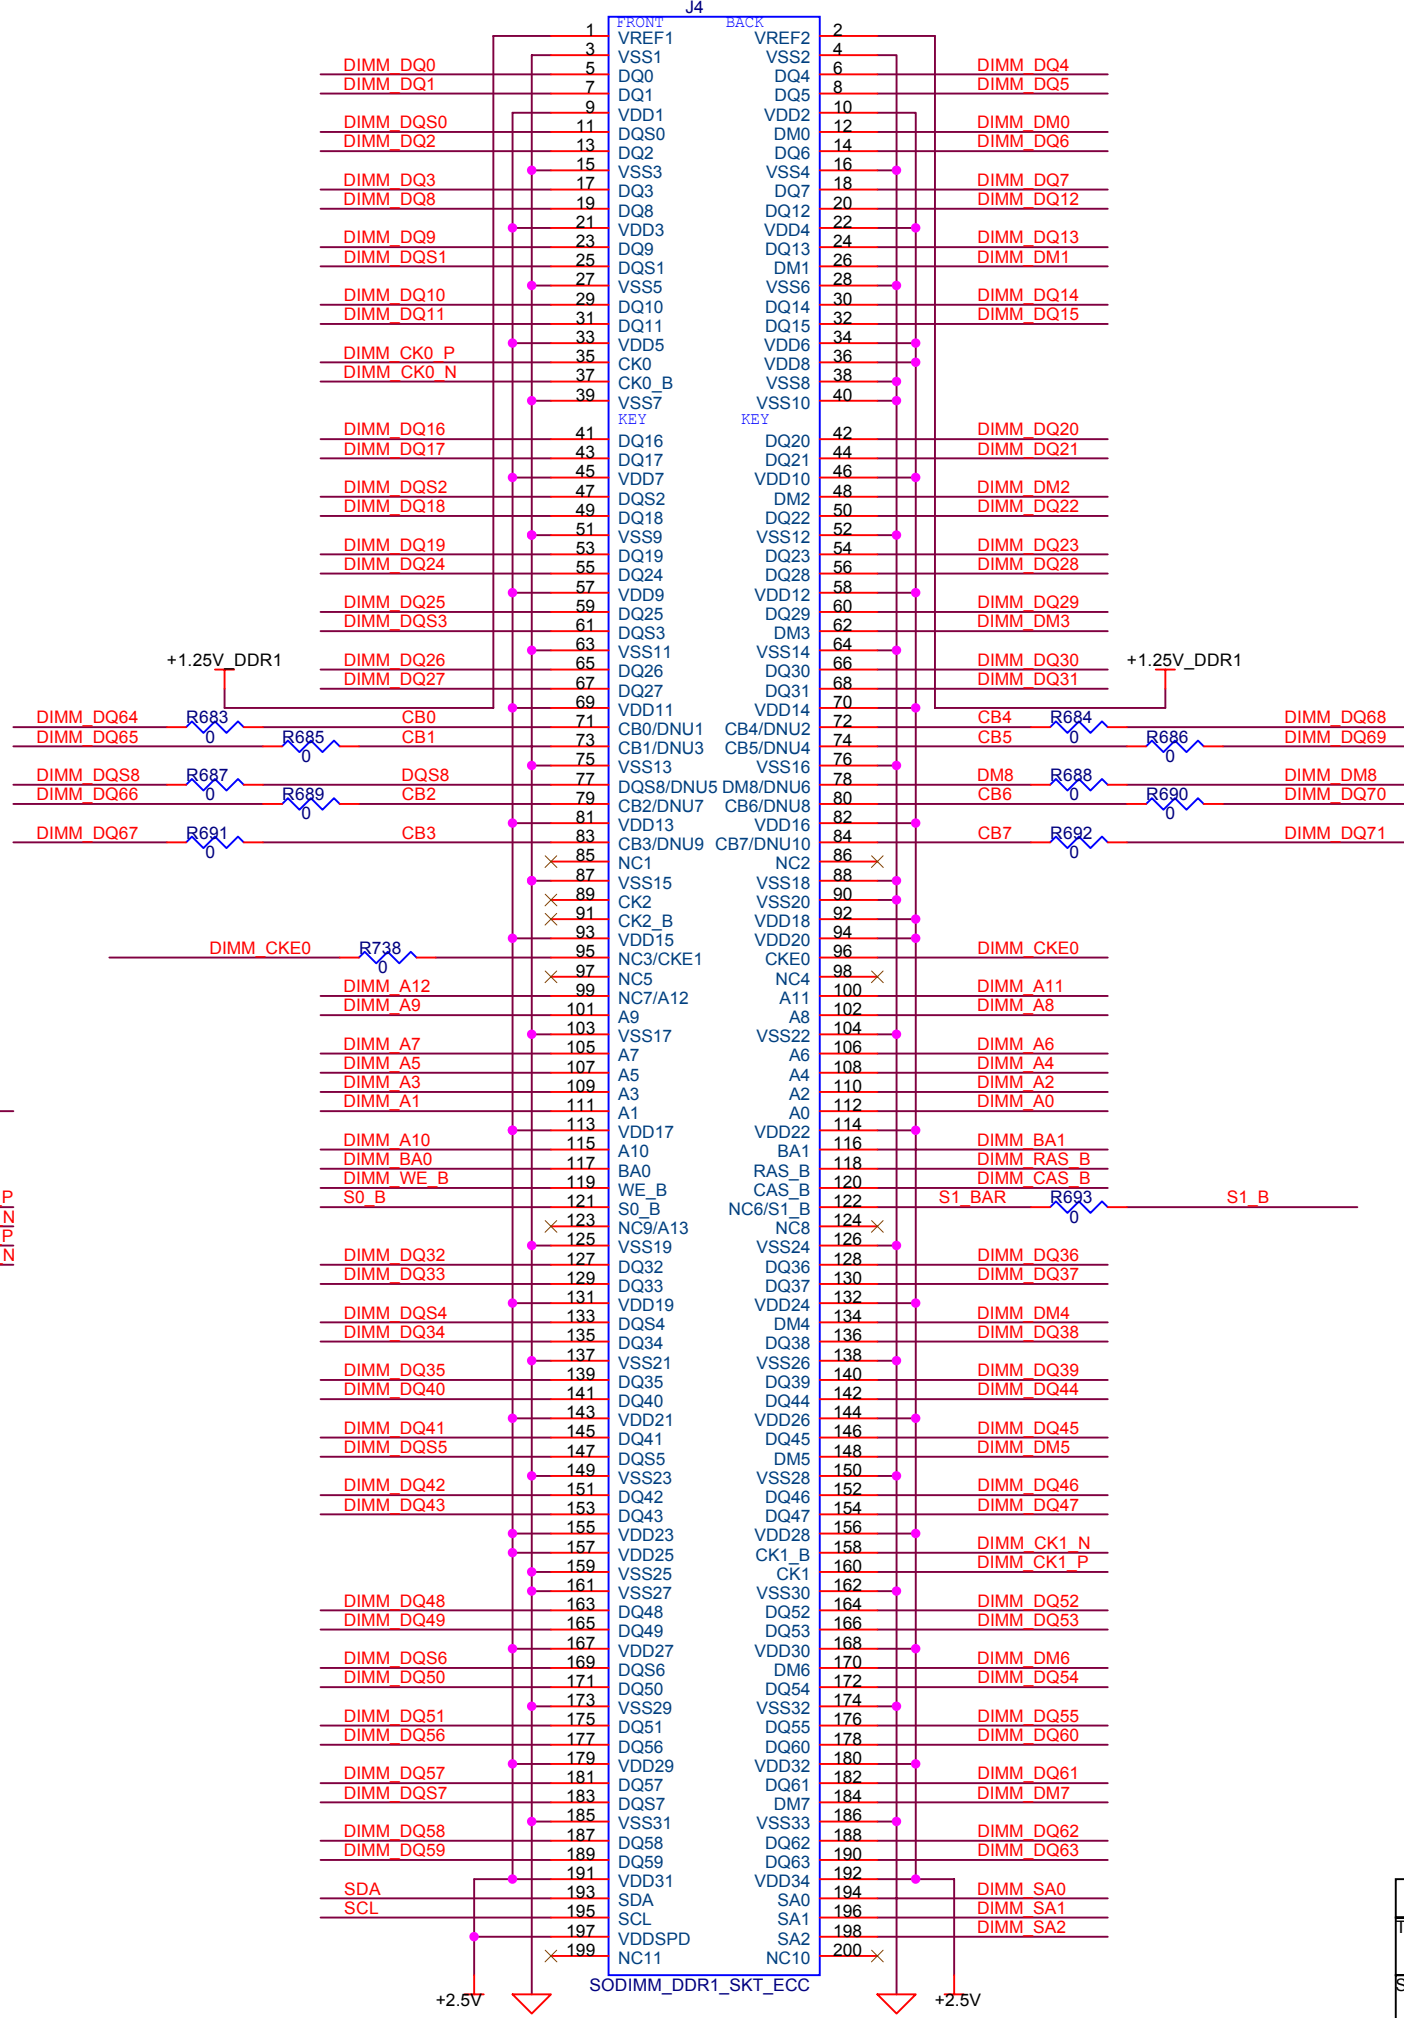 J4
FRONT BACK
1 VREF1 VREF2 2
3 VSS1 VSS2 4
DIMM_DQ0 5 DQ0 DQ4 6 DIMM_DQ4
DIMM_DQ1 7 DQ1 DQ5 8 DIMM_DQ5
9 VDD1 VDD2 10
DIMM_DQS0 11 DQS0 DM0 12 DIMM_DM0
DIMM_DQ2 13 DQ2 DQ6 14 DIMM_DQ6
15 VSS3 VSS4 16
DIMM_DQ3 17 DQ3 DQ7 18 DIMM_DQ7
DIMM_DQ8 19 DQ8 DQ12 20 DIMM_DQ12
21 VDD3 VDD4 22
DIMM_DQ9 23 DQ9 DQ13 24 DIMM_DQ13
DIMM_DQS1 25 DQS1 DM1 26 DIMM_DM1
27 VSS5 VSS6 28
DIMM_DQ10 29 DQ10 DQ14 30 DIMM_DQ14
DIMM_DQ11 31 DQ11 DQ15 32 DIMM_DQ15
33 VDD5 VDD6 34
DIMM_CK0_P 35 CK0 VDD8 36
DIMM_CK0_N 37 CK0_B VSS8 38
39 VSS7 VSS10 40
KEY KEY
DIMM_DQ16 41 DQ16 DQ20 42 DIMM_DQ20
DIMM_DQ17 43 DQ17 DQ21 44 DIMM_DQ21
45 VDD7 VDD10 46
DIMM_DQS2 47 DQS2 DM2 48 DIMM_DM2
DIMM_DQ18 49 DQ18 DQ22 50 DIMM_DQ22
51 VSS9 VSS12 52
DIMM_DQ19 53 DQ19 DQ23 54 DIMM_DQ23
DIMM_DQ24 55 DQ24 DQ28 56 DIMM_DQ28
57 VDD9 VDD12 58
DIMM_DQ25 59 DQ25 DQ29 60 DIMM_DQ29
DIMM_DQS3 61 DQS3 DM3 62 DIMM_DM3
63 VSS11 VSS14 64
+1.25V_DDR1 DIMM_DQ26 65 DQ26 DQ30 66 DIMM_DQ30 +1.25V_DDR1
DIMM_DQ27 67 DQ27 DQ31 68 DIMM_DQ31
69 VDD11 VDD14 70
DIMM_DQ64 R683 0 CB0 71 CB0/DNU1 CB4/DNU2 72 CB4 R684 0 DIMM_DQ68
DIMM_DQ65 R685 0 CB1 73 CB1/DNU3 CB5/DNU4 74 CB5 R686 0 DIMM_DQ69
75 VSS13 VSS16 76
DIMM_DQS8 R687 0 DQS8 77 DQS8/DNU5 DM8/DNU6 78 DM8 R688 0 DIMM_DM8
DIMM_DQ66 R689 0 CB2 79 CB2/DNU7 CB6/DNU8 80 CB6 R690 0 DIMM_DQ70
81 VDD13 VDD16 82
DIMM_DQ67 R691 0 CB3 83 CB3/DNU9 CB7/DNU10 84 CB7 R692 0 DIMM_DQ71
85 NC1 NC2 86
87 VSS15 VSS18 88
89 CK2 VSS20 90
91 CK2_B VDD18 92
93 VDD15 VDD20 94
DIMM_CKE0 R738 0 95 NC3/CKE1 CKE0 96 DIMM_CKE0
97 NC5 NC4 98
DIMM_A12 99 NC7/A12 A11 100 DIMM_A11
DIMM_A9 101 A9 A8 102 DIMM_A8
103 VSS17 VSS22 104
DIMM_A7 105 A7 A6 106 DIMM_A6
DIMM_A5 107 A5 A4 108 DIMM_A4
DIMM_A3 109 A3 A2 110 DIMM_A2
DIMM_A1 111 A1 A0 112 DIMM_A0
113 VDD17 VDD22 114
DIMM_A10 115 A10 BA1 116 DIMM_BA1
DIMM_BA0 117 BA0 RAS_B 118 DIMM_RAS_B
DIMM_WE_B 119 WE_B CAS_B 120 DIMM_CAS_B
P S0_B 121 S0_B NC6/S1_B 122 S1_BAR R693 0 S1_B
N 123 NC9/A13 NC8 124
P 125 VSS19 VSS24 126
N DIMM_DQ32 127 DQ32 DQ36 128 DIMM_DQ36
DIMM_DQ33 129 DQ33 DQ37 130 DIMM_DQ37
131 VDD19 VDD24 132
DIMM_DQS4 133 DQS4 DM4 134 DIMM_DM4
DIMM_DQ34 135 DQ34 DQ38 136 DIMM_DQ38
137 VSS21 VSS26 138
DIMM_DQ35 139 DQ35 DQ39 140 DIMM_DQ39
DIMM_DQ40 141 DQ40 DQ44 142 DIMM_DQ44
143 VDD21 VDD26 144
DIMM_DQ41 145 DQ41 DQ45 146 DIMM_DQ45
DIMM_DQS5 147 DQS5 DM5 148 DIMM_DM5
149 VSS23 VSS28 150
DIMM_DQ42 151 DQ42 DQ46 152 DIMM_DQ46
DIMM_DQ43 153 DQ43 DQ47 154 DIMM_DQ47
155 VDD23 VDD28 156
157 VDD25 CK1_B 158 DIMM_CK1_N
159 VSS25 CK1 160 DIMM_CK1_P
161 VSS27 VSS30 162
DIMM_DQ48 163 DQ48 DQ52 164 DIMM_DQ52
DIMM_DQ49 165 DQ49 DQ53 166 DIMM_DQ53
167 VDD27 VDD30 168
DIMM_DQS6 169 DQS6 DM6 170 DIMM_DM6
DIMM_DQ50 171 DQ50 DQ54 172 DIMM_DQ54
173 VSS29 VSS32 174
DIMM_DQ51 175 DQ51 DQ55 176 DIMM_DQ55
DIMM_DQ56 177 DQ56 DQ60 178 DIMM_DQ60
179 VDD29 VDD32 180
DIMM_DQ57 181 DQ57 DQ61 182 DIMM_DQ61
DIMM_DQS7 183 DQS7 DM7 184 DIMM_DM7
185 VSS31 VSS33 186
DIMM_DQ58 187 DQ58 DQ62 188 DIMM_DQ62
DIMM_DQ59 189 DQ59 DQ63 190 DIMM_DQ63
191 VDD31 VDD34 192
SDA 193 SDA SA0 194 DIMM_SA0
SCL 195 SCL SA1 196 DIMM_SA1
197 VDDSPD SA2 198 DIMM_SA2
199 NC11 NC10 200
SODIMM_DDR1_SKT_ECC
+2.5V +2.5V